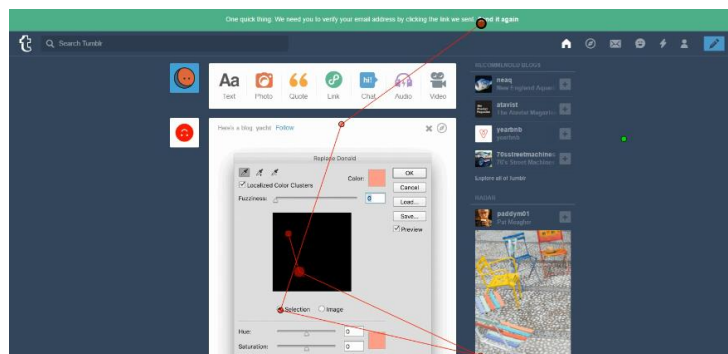 One quick thing: We need you to verify your email address by clicking the link we sent. it again
Search Tumblr
Aa
Text
Photo
Quote
Link
hi!
Chat
Audio
Video
Here's a blog: yacht Follow
Replace Donald
Color:
Localized Color Clusters
Fuzziness:
0
OK
Cancel
Load...
Save...
Preview
Selection
Image
Hue:
0
Saturation:
0
RECOMMENDED BLOGS
neaq
New England Aquari
atavist
The Atavist Magazin
yearbnb
yearbnb
70sstreetmachines
70's Street Machines
Explore all of Tumblr
RADAR
paddym01
Pat Meagher